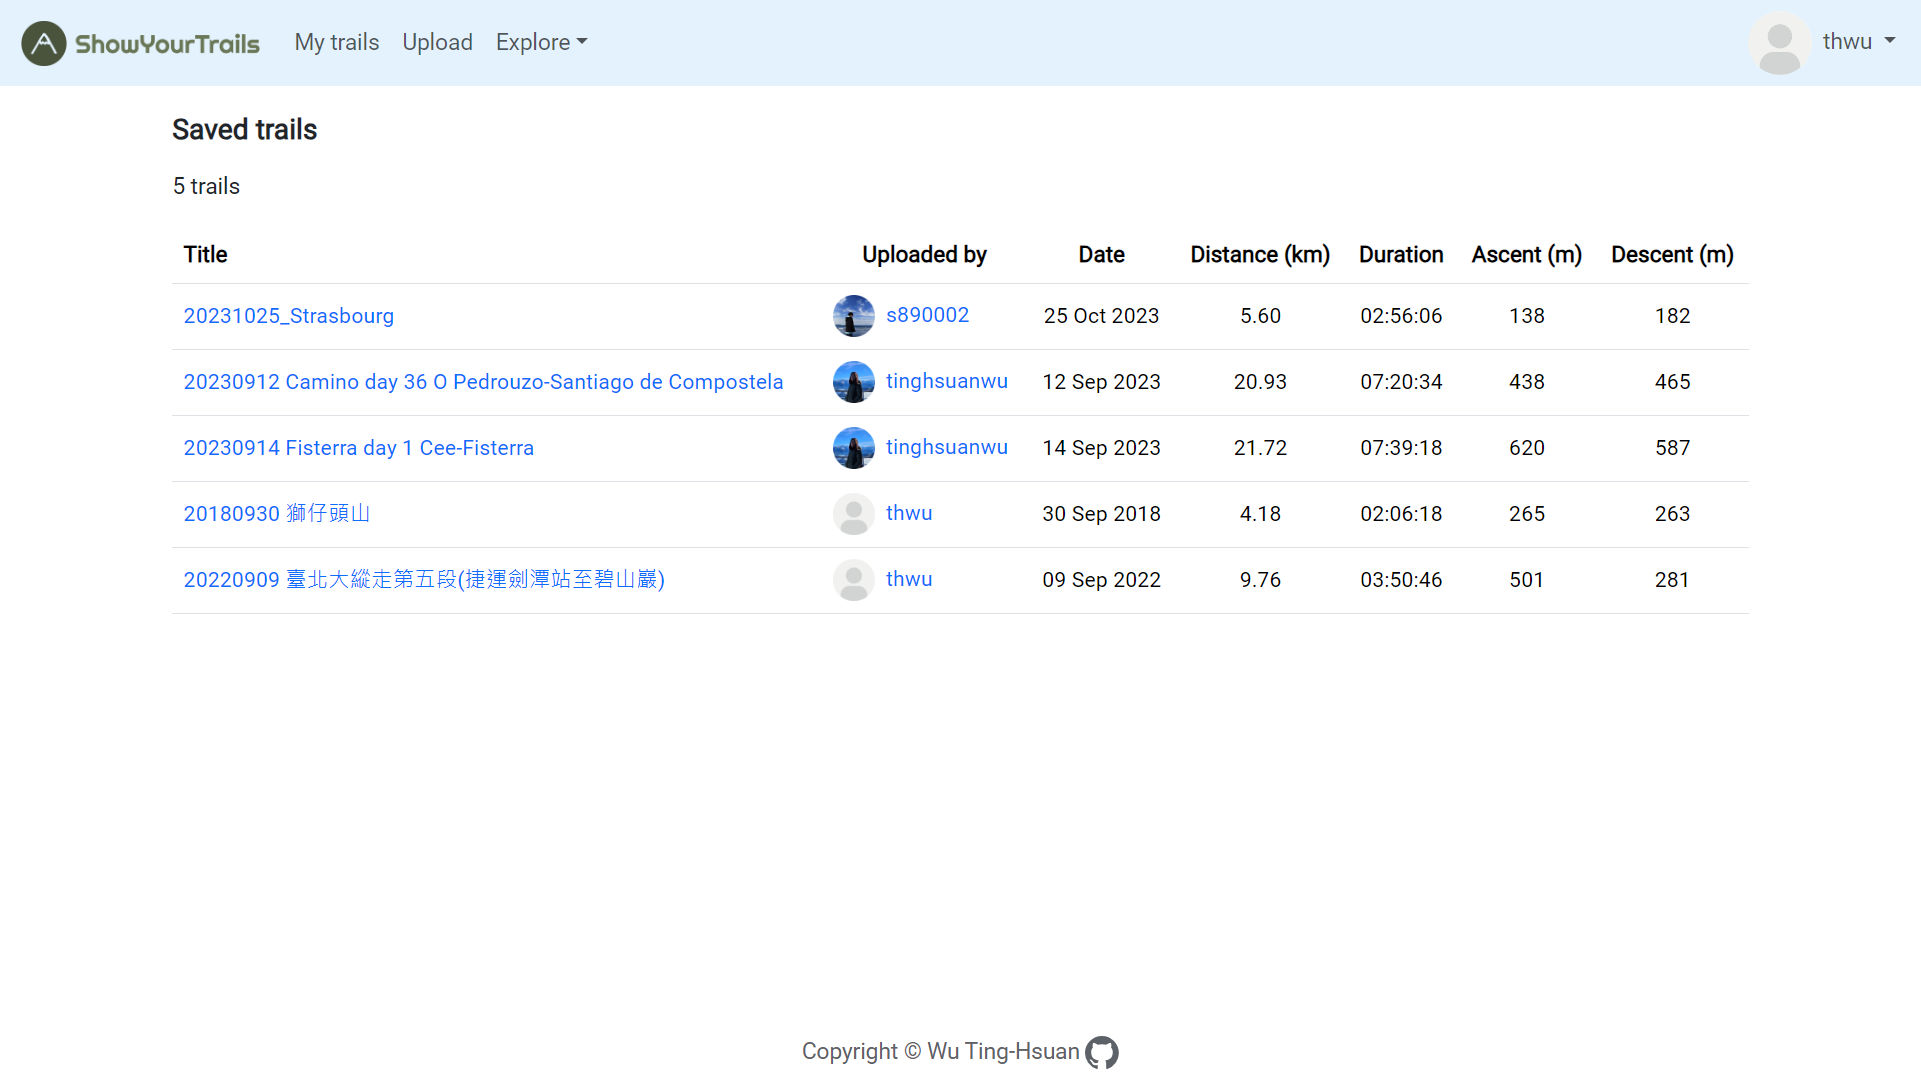 ShowYourTrails My trails Upload Explore thwu
Saved trails
5 trails
Title Uploaded by Date Distance (km) Duration Ascent (m) Descent (m)
20231025_Strasbourg s890002 25 Oct 2023 5.60 02:56:06 138 182
20230912 Camino day 36 O Pedrouzo-Santiago de Compostela tinghsuanwu 12 Sep 2023 20.93 07:20:34 438 465
20230914 Fisterra day 1 Cee-Fisterra tinghsuanwu 14 Sep 2023 21.72 07:39:18 620 587
20180930 獅仔頭山 thwu 30 Sep 2018 4.18 02:06:18 265 263
20220909 臺北大縱走第五段(捷運劍潭站至碧山巖) thwu 09 Sep 2022 9.76 03:50:46 501 281
Copyright © Wu Ting-Hsuan